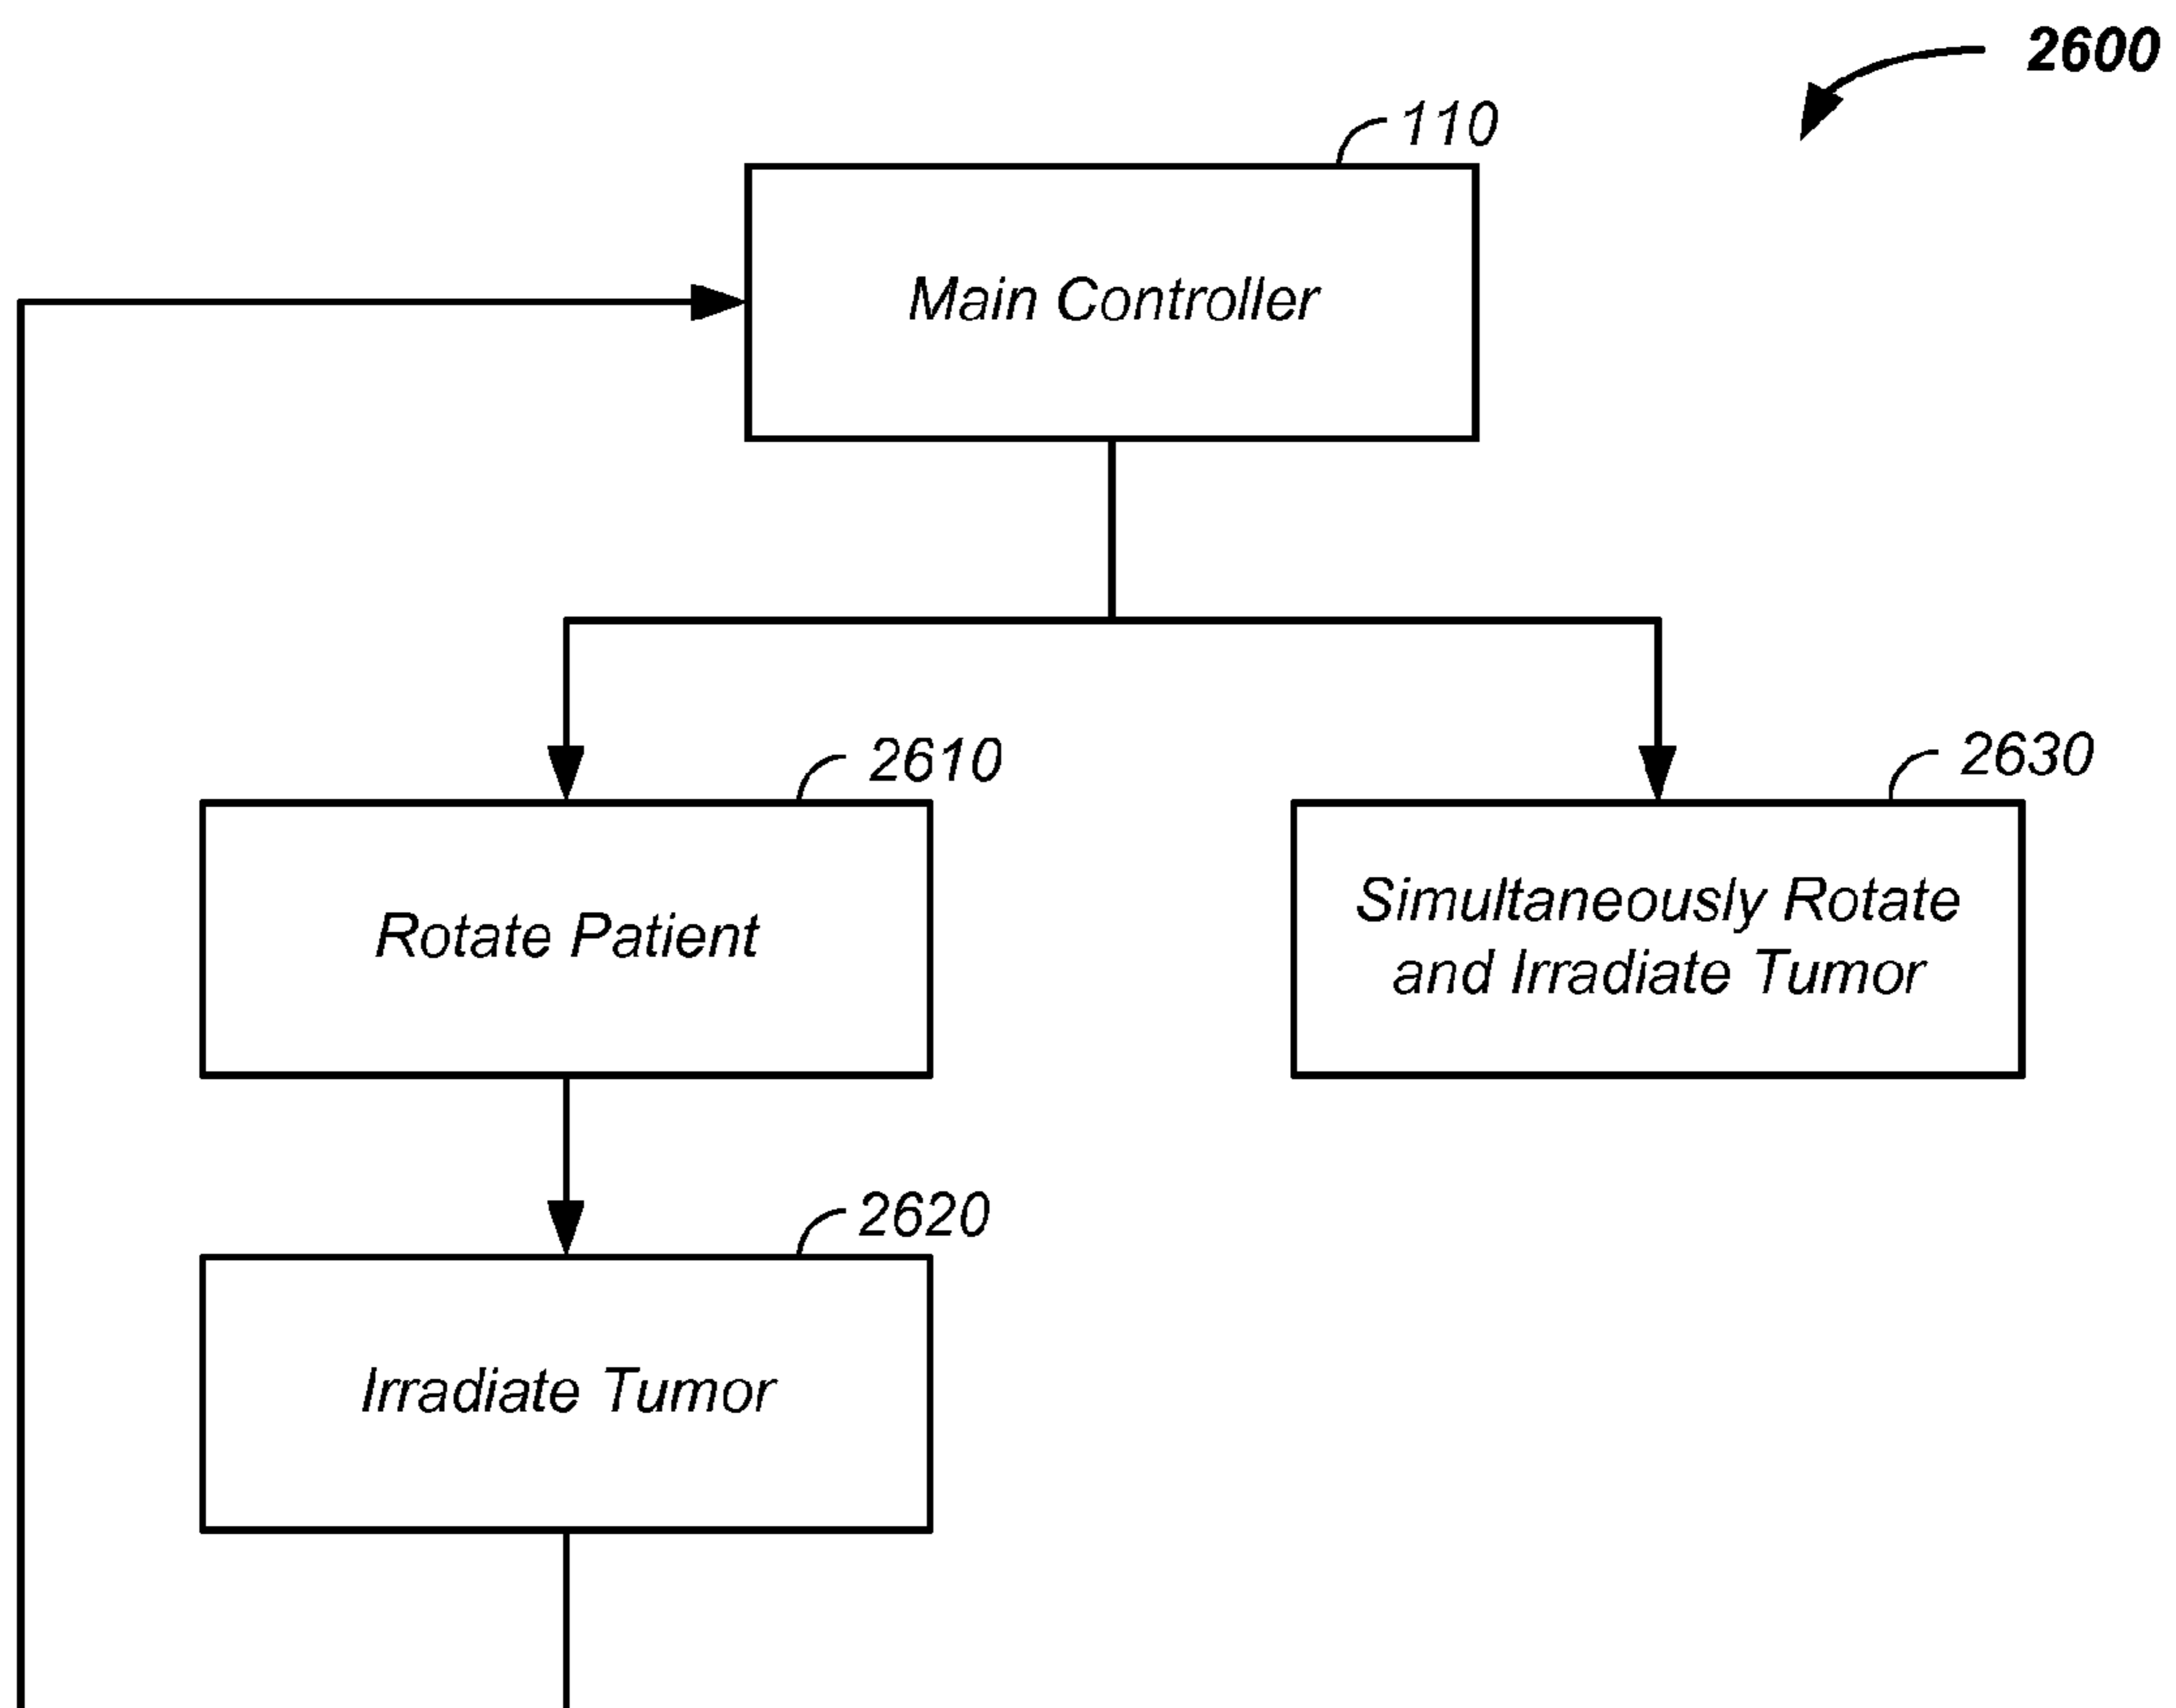 2600
110
Main Controller
2610
2630
Rotate Patient
Simultaneously Rotate
and Irradiate Tumor
2620
Irradiate Tumor